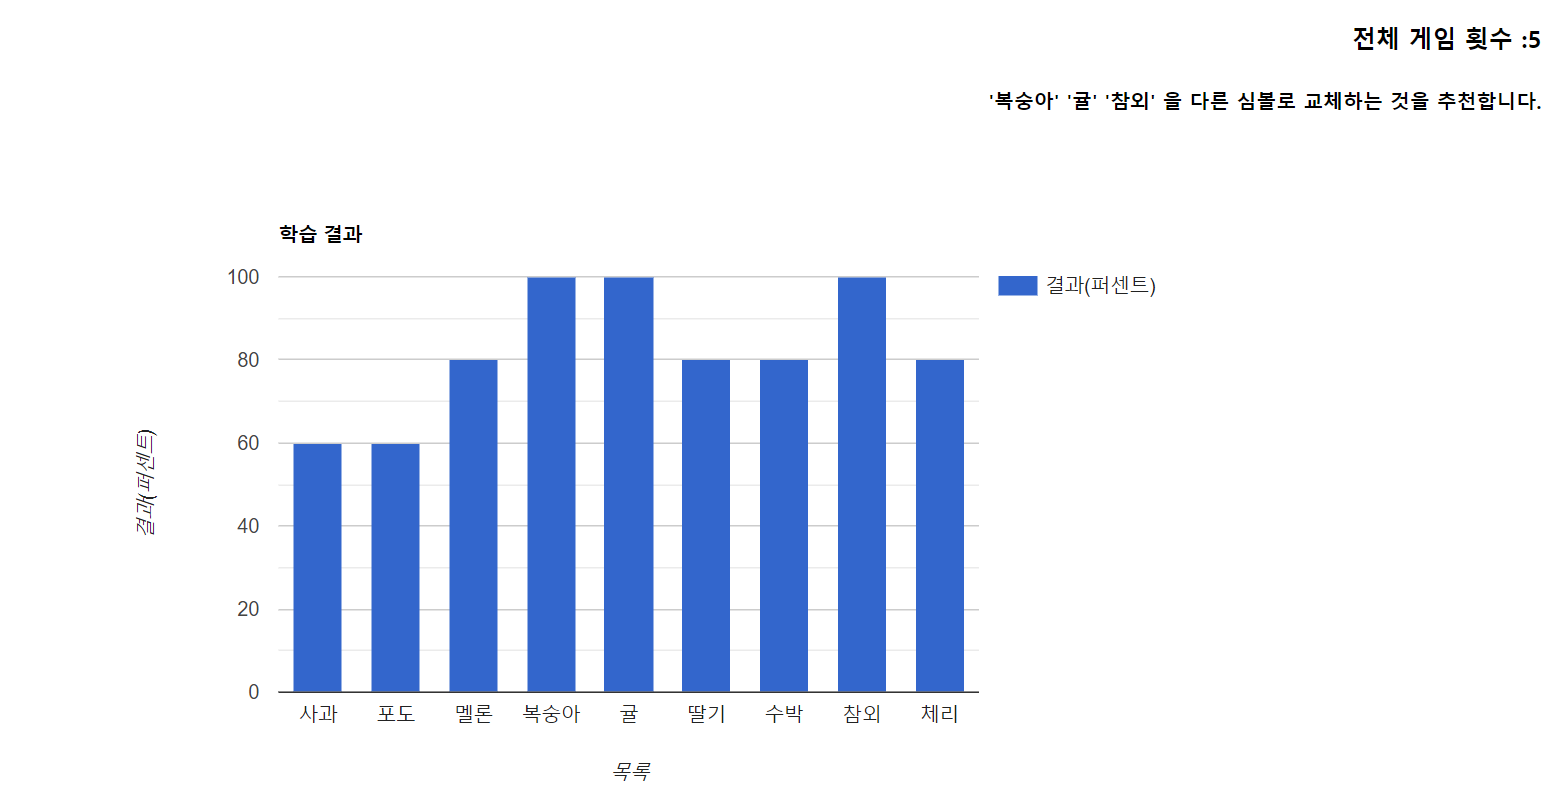 전체 게임 횟수 :5
'복숭아' '귤' '참외' 을 다른 심볼로 교체하는 것을 추천합니다.
학습 결과
결과(퍼센트)
100
80
60
40
20
0
결과(퍼센트)
사과 포도 멜론 복숭아 귤 딸기 수박 참외 체리
목록